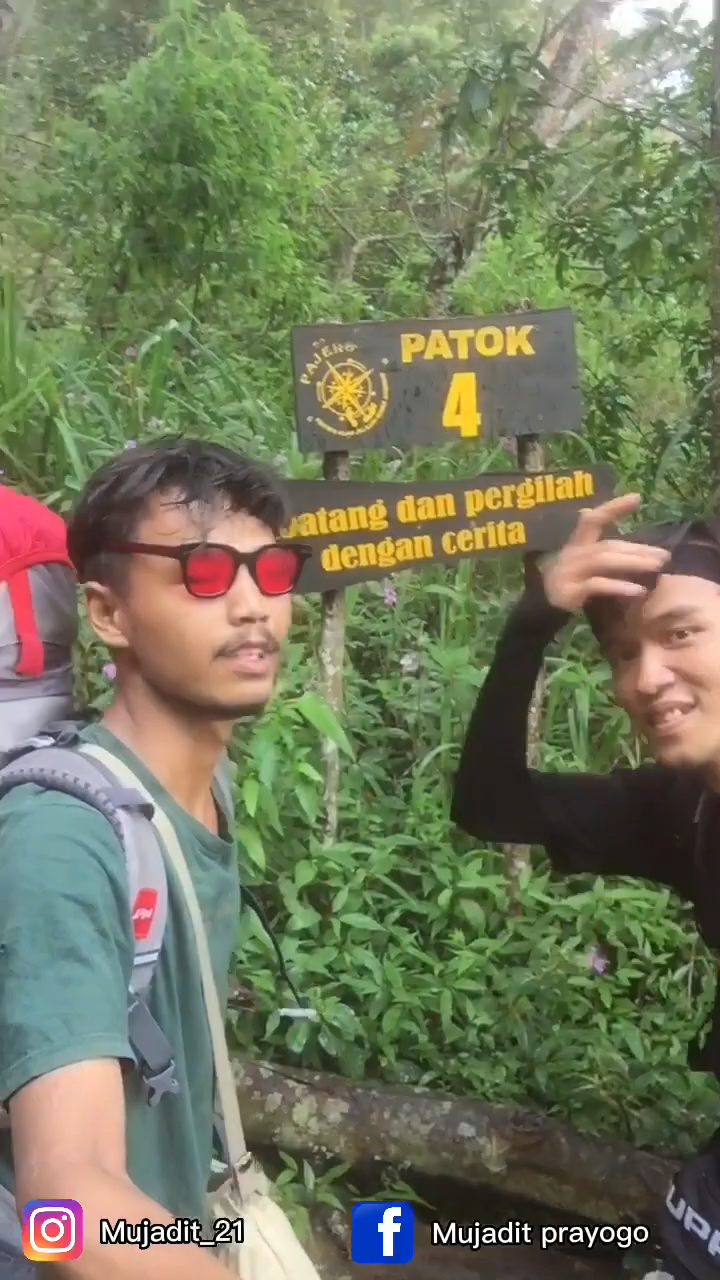 PAJERO
PATOK
4
datang dan pergilah
dengan cerita
Mujadit_21
Mujadit prayogo